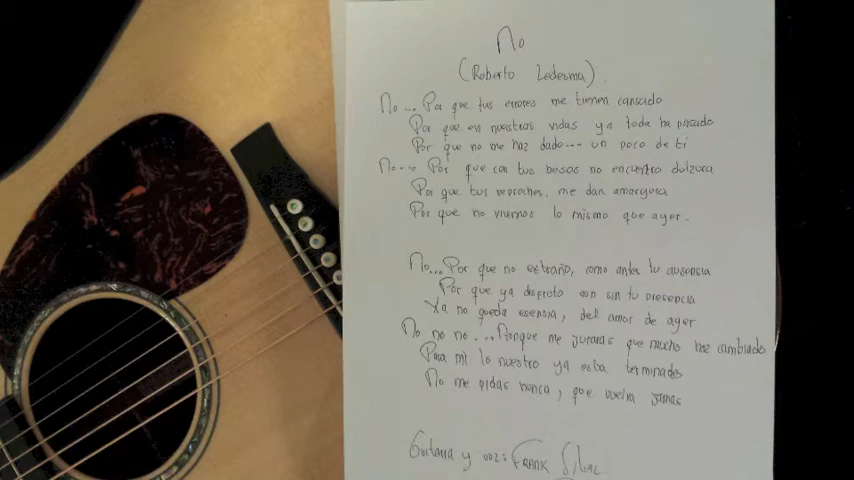 No
(Roberto Ledesma).
No... Por que tus errores me tienen cansado
Por que en nuestras vidas ya todo ha pasado
Por que no me haz dado.... un poco de ti
No.... Por que con tus besos no encuentro dulzura
Por que tus reproches. me dan amargura
Por que no vivimos lo mismo que ayer.
No... Por que no extraño, como antes tu ausencia
Por que ya disfruto aun sin tu presencia
Ya no queda esencia, del amor de ayer
No no no... Aunque me juraras que mucho haz cambiado
Para mi lo nuestro ya esta terminado
No me pidas nunca, que vuelva jamas
Guitarra y voz: FRANK